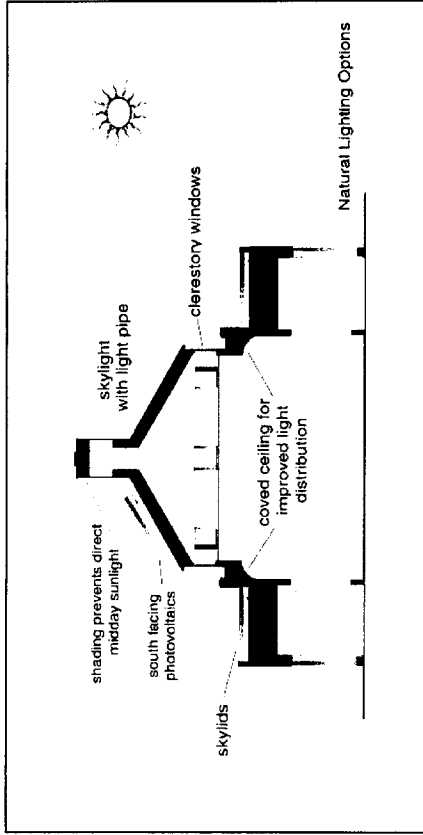 shading prevents direct
midday sunlight
skylight
with light pipe
south facing
photovoltaics
clerestory windows
skylids
coved ceiling for
improved light
distribution
Natural Lighting Options